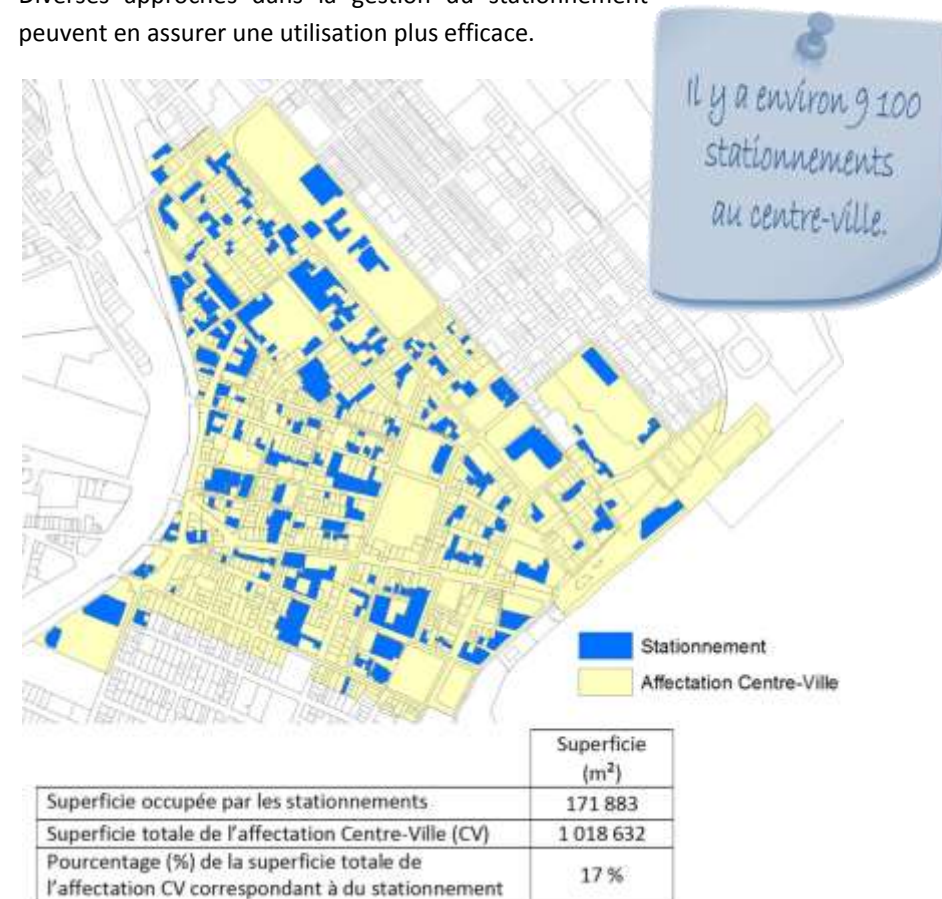 Diverses approches dans la gestion du stationnement
peuvent en assurer une utilisation plus efficace.
Il y a environ 9 100
stationnements
au centre-ville.
Stationnement
Affectation Centre-Ville
Superficie
(m²)
Superficie occupée par les stationnements 171 883
Superficie totale de l'affectation Centre-Ville (CV) 1 018 632
Pourcentage (%) de la superficie totale de
l'affectation CV correspondant à du stationnement 17 %